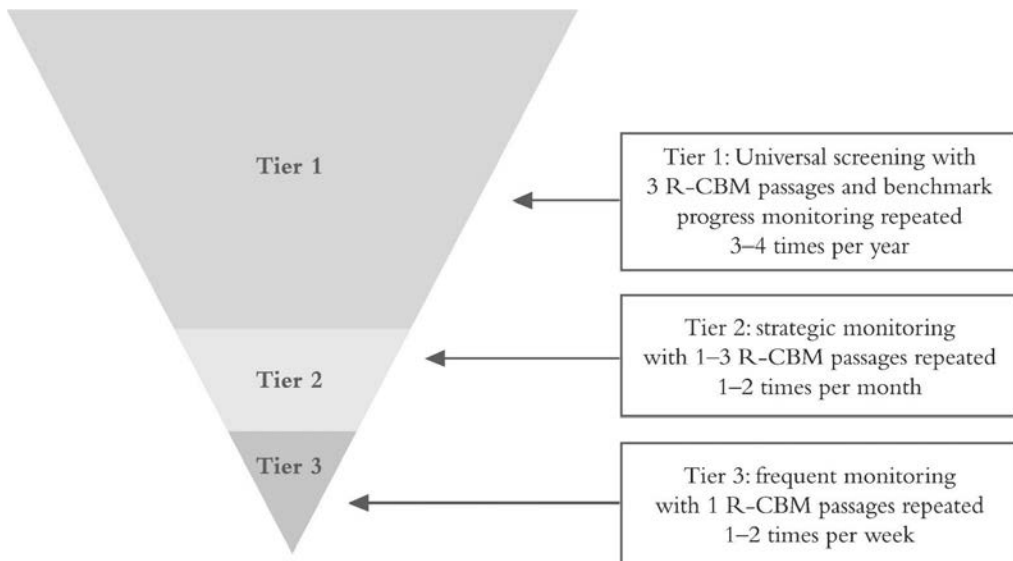 Tier 1
Tier 1: Universal screening with
3 R-CBM passages and benchmark
progress monitoring repeated
3–4 times per year
Tier 2
Tier 2: strategic monitoring
with 1–3 R-CBM passages repeated
1–2 times per month
Tier 3
Tier 3: frequent monitoring
with 1 R-CBM passages repeated
1–2 times per week